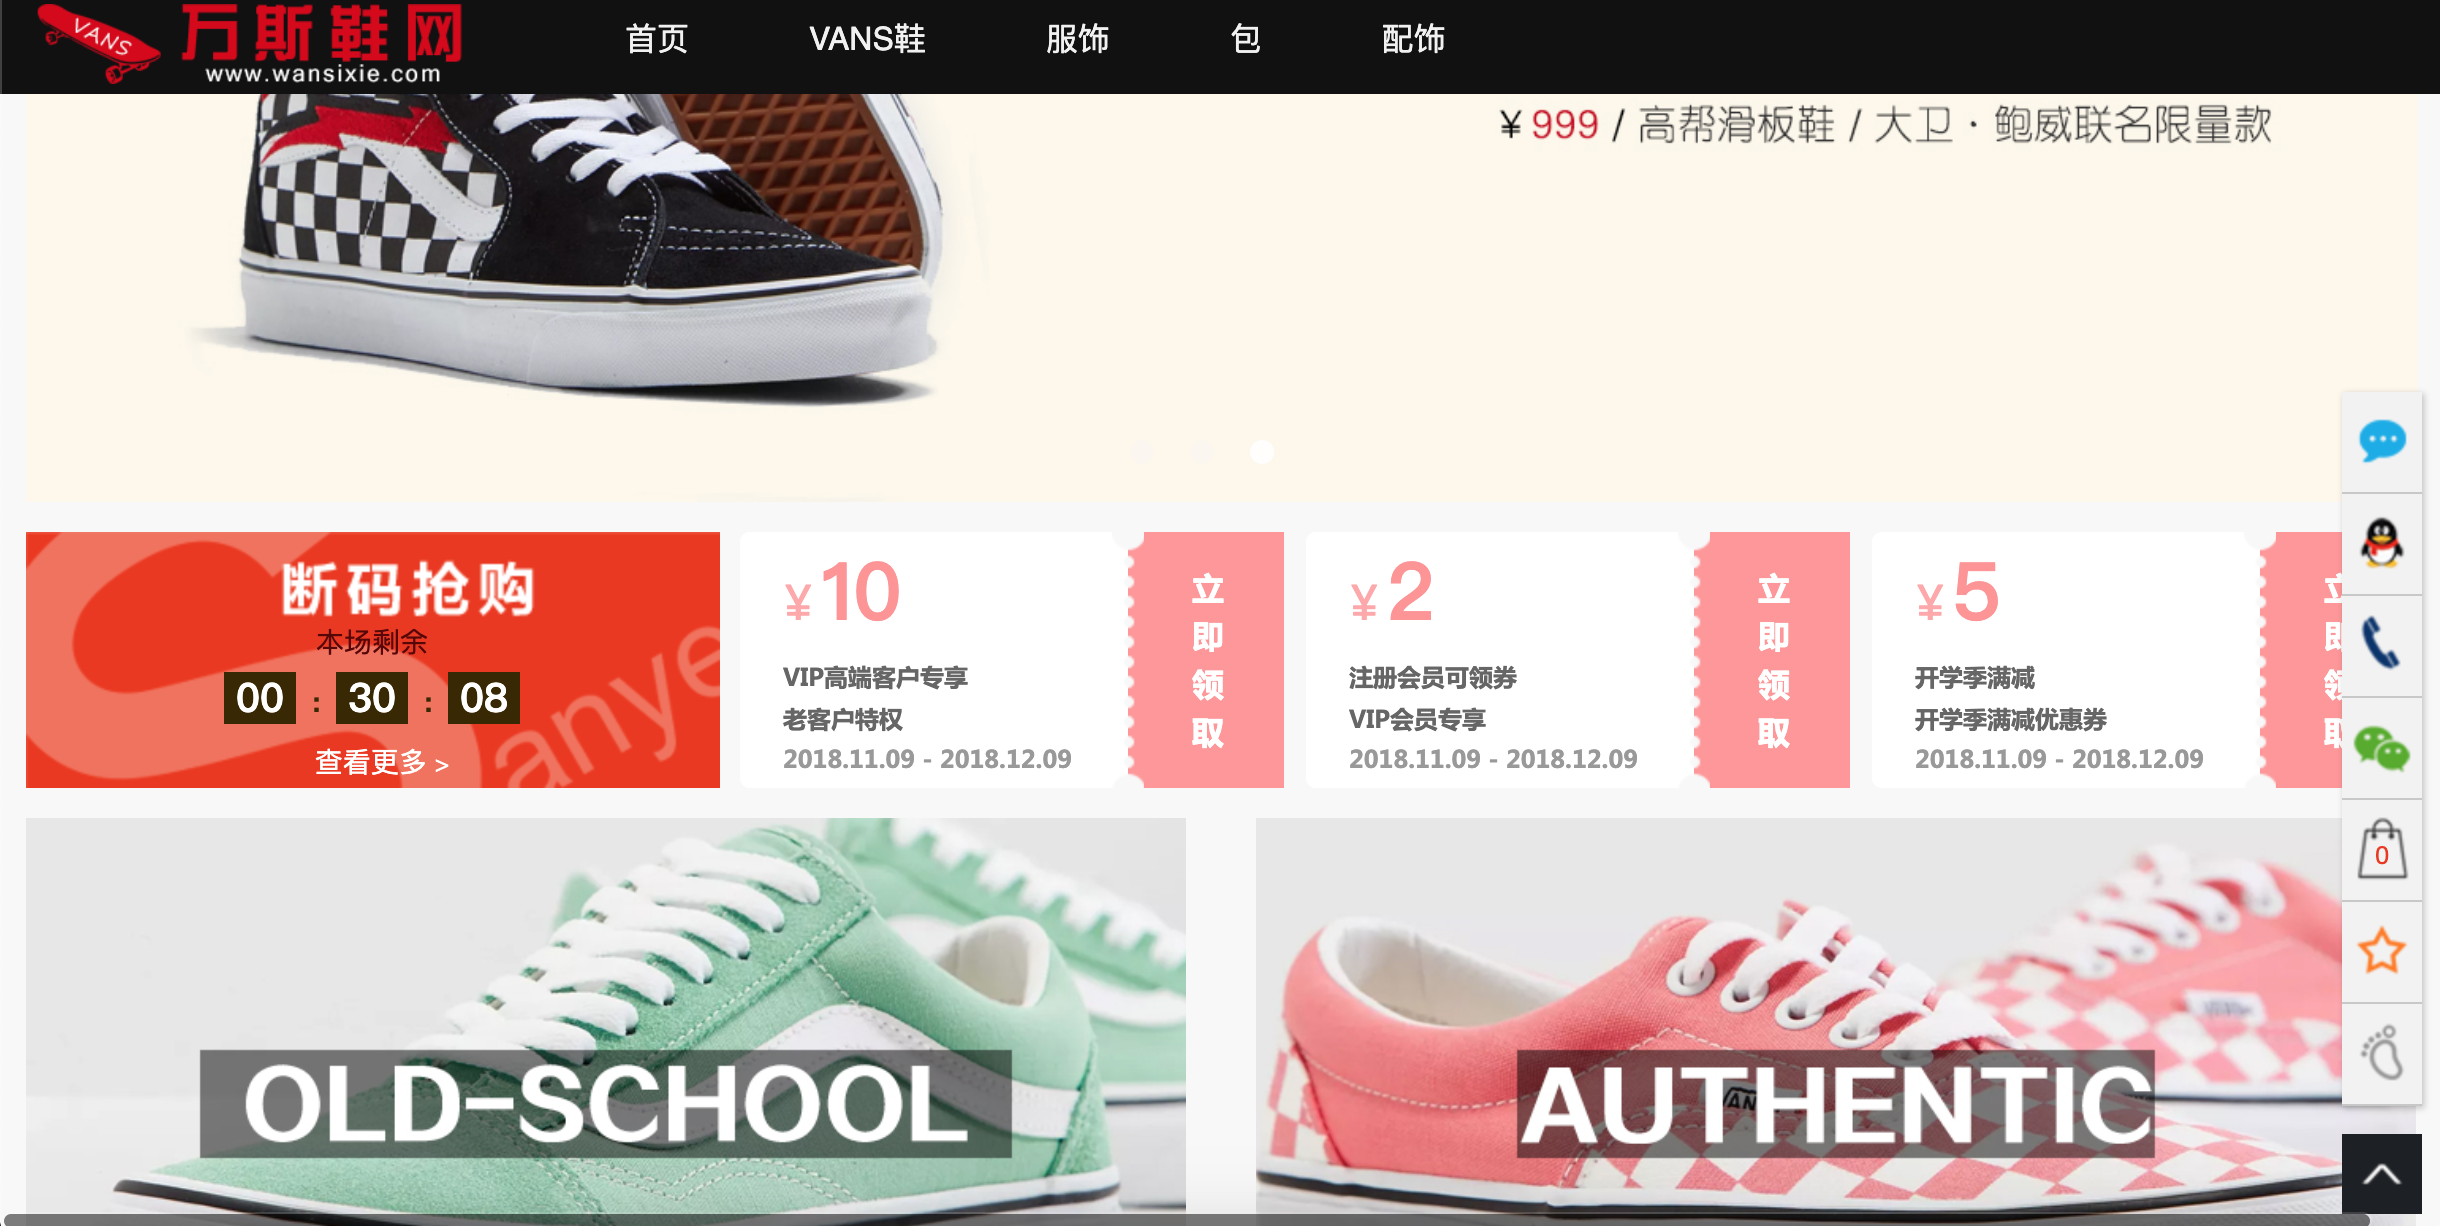 VANS
万斯鞋网
www.wansixie.com
首页
VANS鞋
服饰
包
配饰
¥ 999 / 高帮滑板鞋 / 大卫 · 鲍威联名限量款
断码抢购
本场剩余
00 : 30 : 08
查看更多 >
anye
¥ 10
VIP高端客户专享
老客户特权
2018.11.09 - 2018.12.09
立即领取
¥ 2
注册会员可领券
VIP会员专享
2018.11.09 - 2018.12.09
立即领取
¥ 5
开学季满减
开学季满减优惠券
2018.11.09 - 2018.12.09
立即领取
0
OLD-SCHOOL
AUTHENTIC